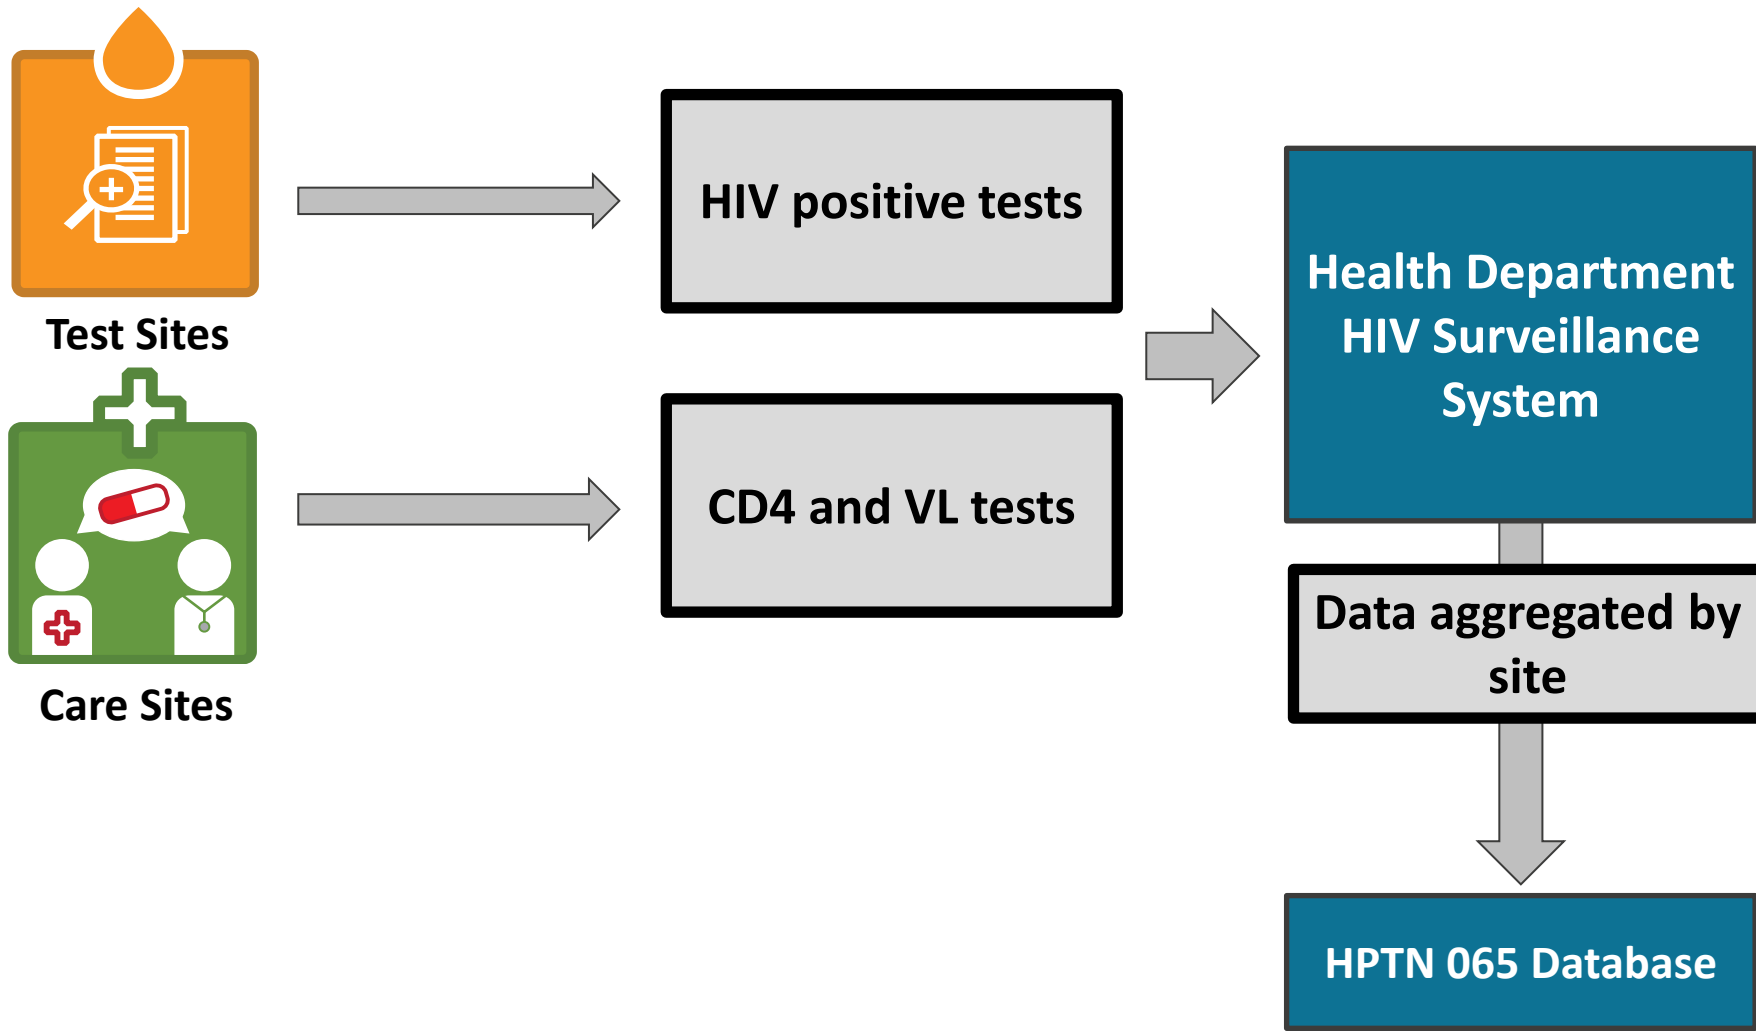 Test Sites
HIV positive tests
Care Sites
CD4 and VL tests
Health Department
HIV Surveillance
System
Data aggregated by
site
HPTN 065 Database